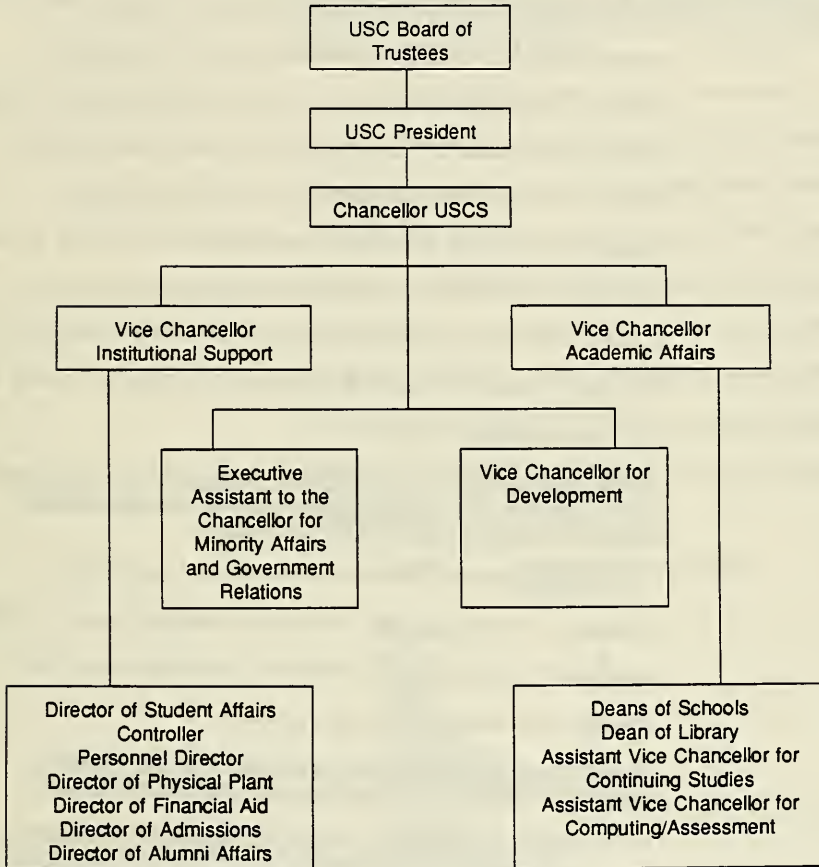 USC Board of
Trustees
USC President
Chancellor USCS
Vice Chancellor
Institutional Support
Vice Chancellor
Academic Affairs
Executive
Assistant to the
Chancellor for
Minority Affairs
and Government
Relations
Vice Chancellor for
Development
Director of Student Affairs
Controller
Personnel Director
Director of Physical Plant
Director of Financial Aid
Director of Admissions
Director of Alumni Affairs
Deans of Schools
Dean of Library
Assistant Vice Chancellor for
Continuing Studies
Assistant Vice Chancellor for
Computing/Assessment